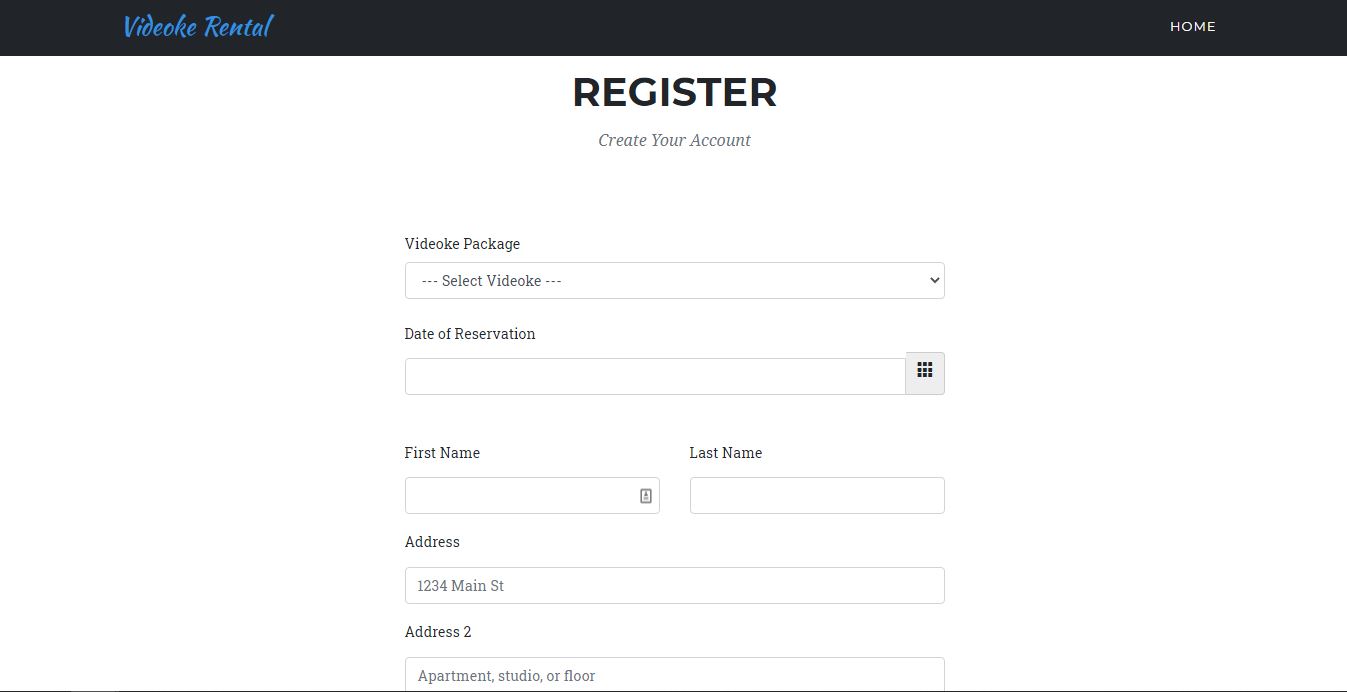 Videoke Rental
HOME
REGISTER
Create Your Account
Videoke Package
--- Select Videoke ---
Date of Reservation
First Name Last Name
Address
1234 Main St
Address 2
Apartment, studio, or floor